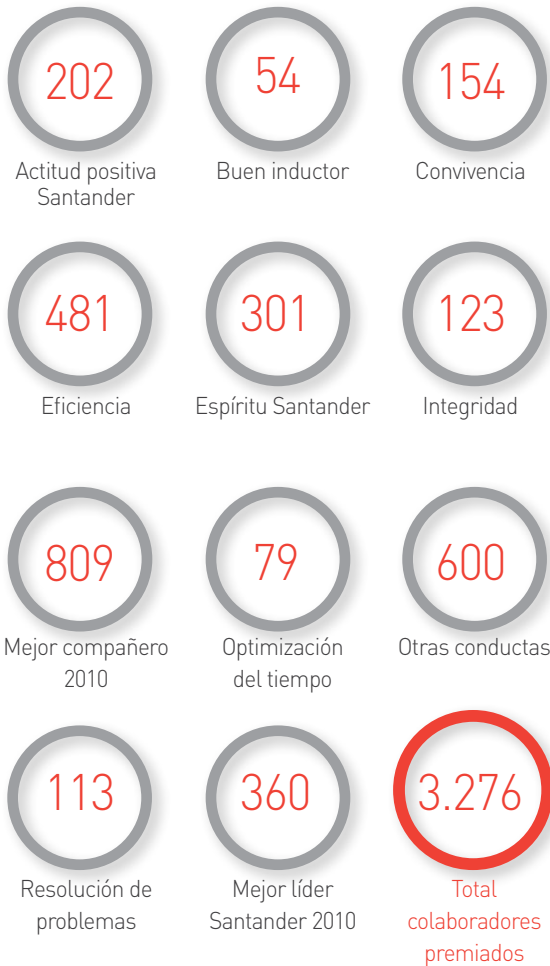 202
Actitud positiva
Santander
54
Buen inductor
154
Convivencia
481
Eficiencia
301
Espíritu Santander
123
Integridad
809
Mejor compañero
2010
79
Optimización
del tiempo
600
Otras conductas
113
Resolución de
problemas
360
Mejor líder
Santander 2010
3.276
Total
colaboradores
premiados